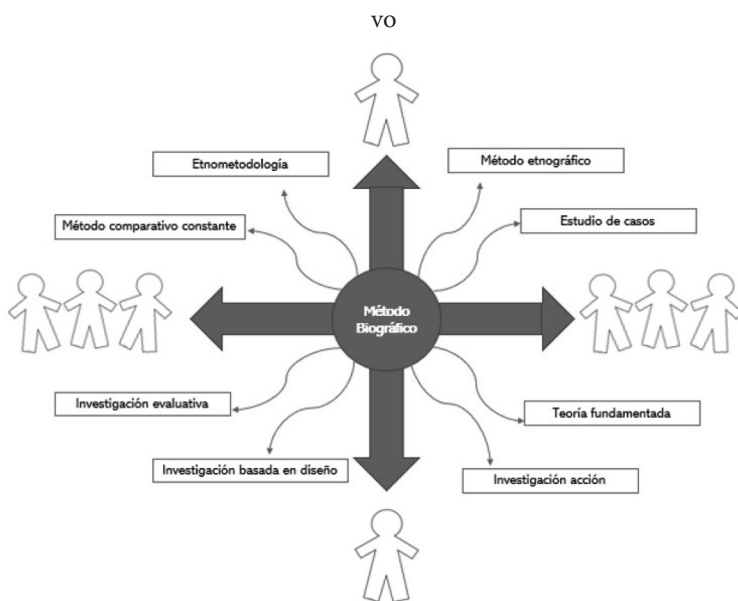 vo
Etnometodología
Método etnográfico
Método comparativo constante
Estudio de casos
Método
Biográfico
Investigación evaluativa
Teoría fundamentada
Investigación basada en diseño
Investigación acción